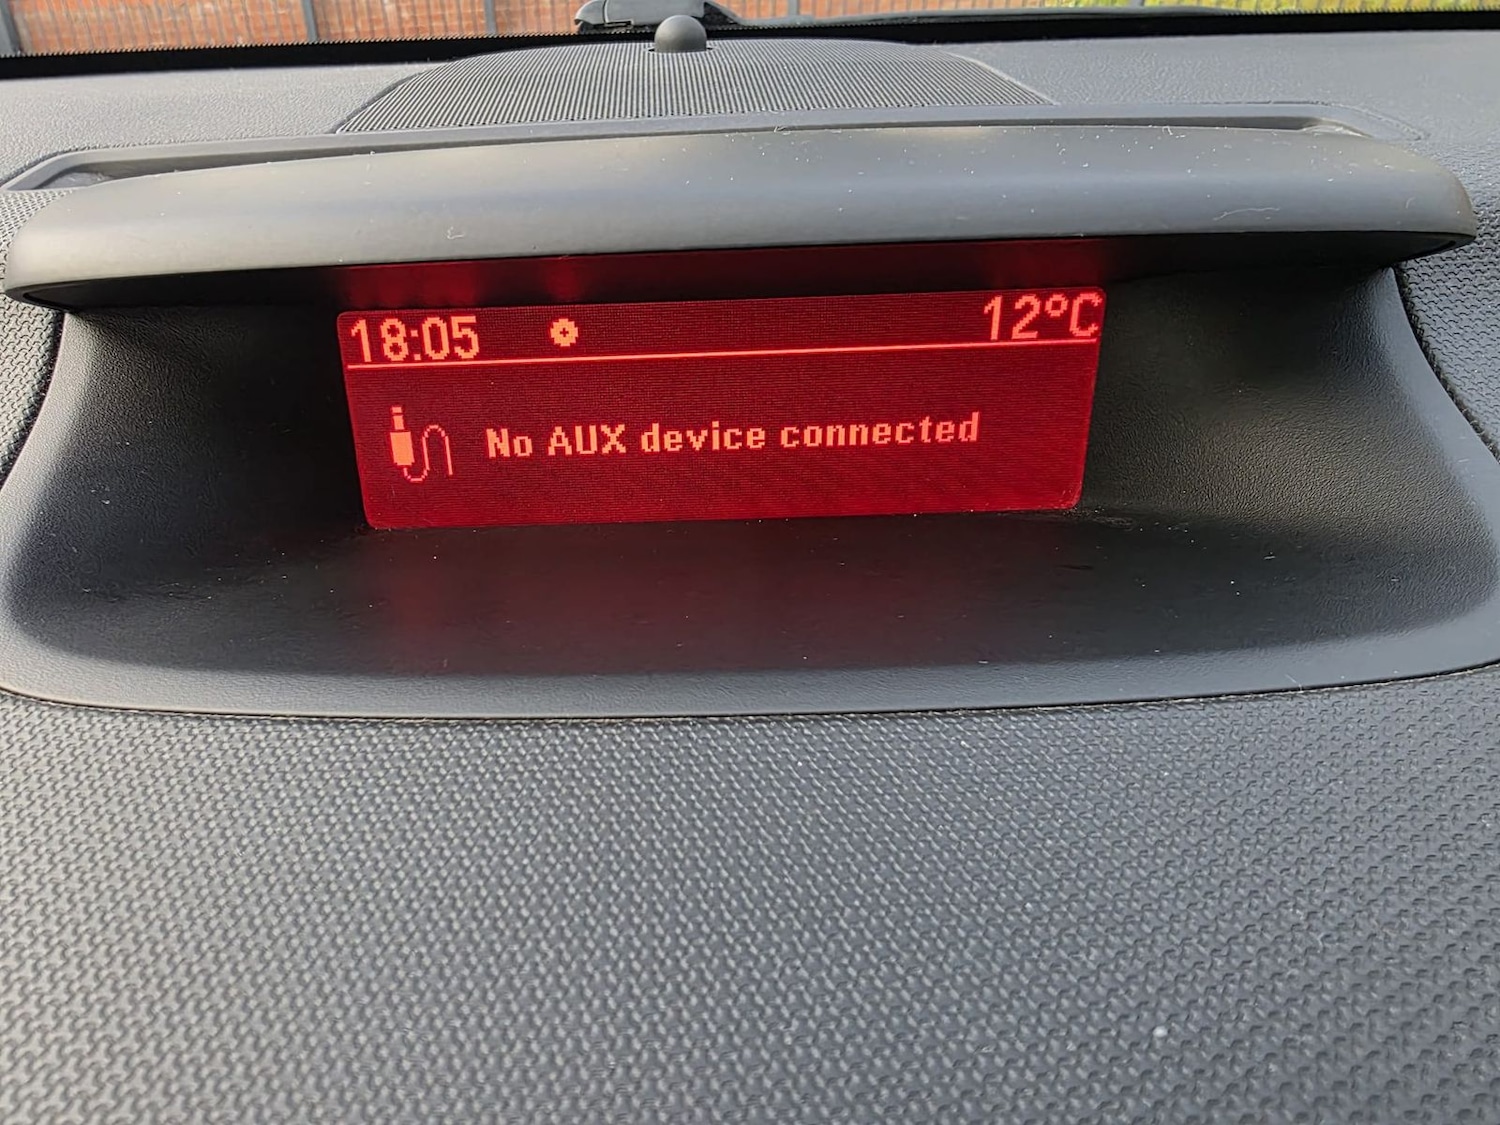 18:05 12°C
No AUX device connected